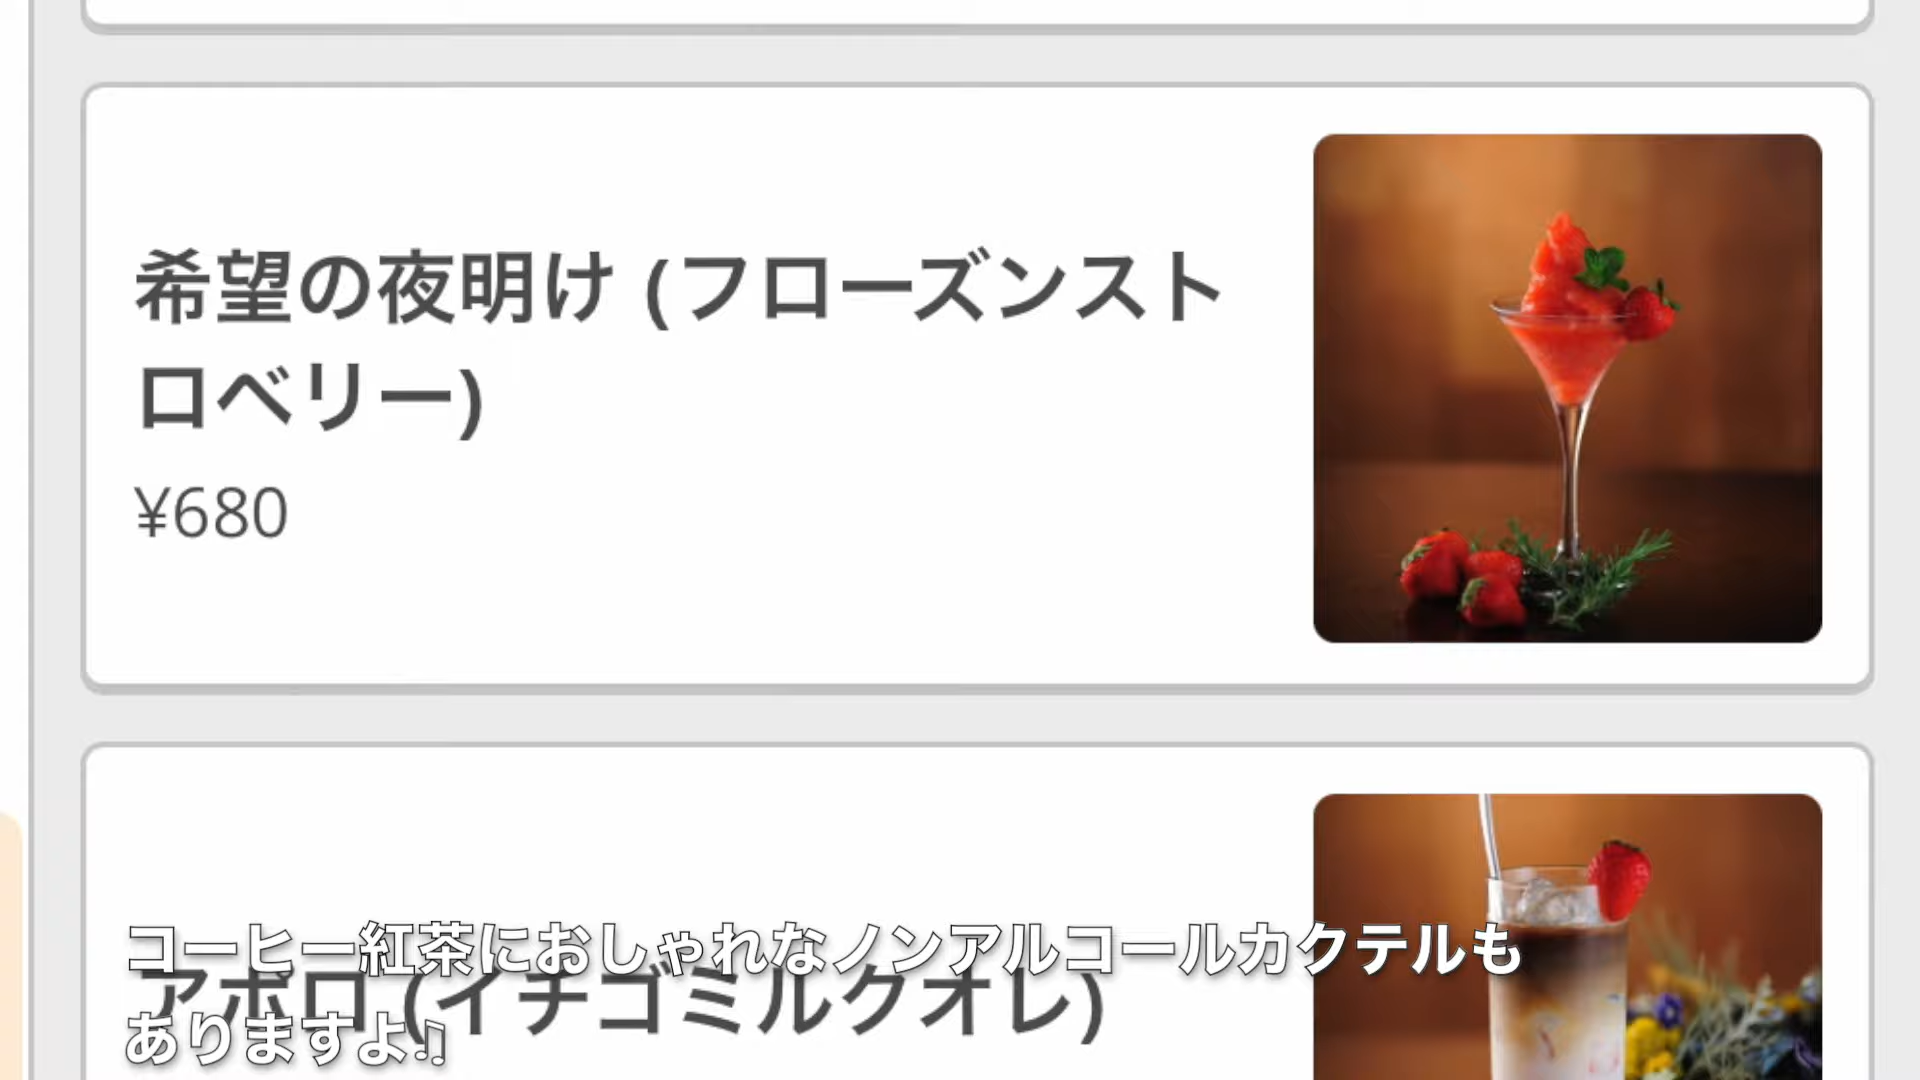 希望の夜明け (フローズンスト
ロベリー)
¥680
コーヒー紅茶におしゃれなノンアルコールカクテルも
アポロ (イチゴミルクオレ)
ありますよ♫